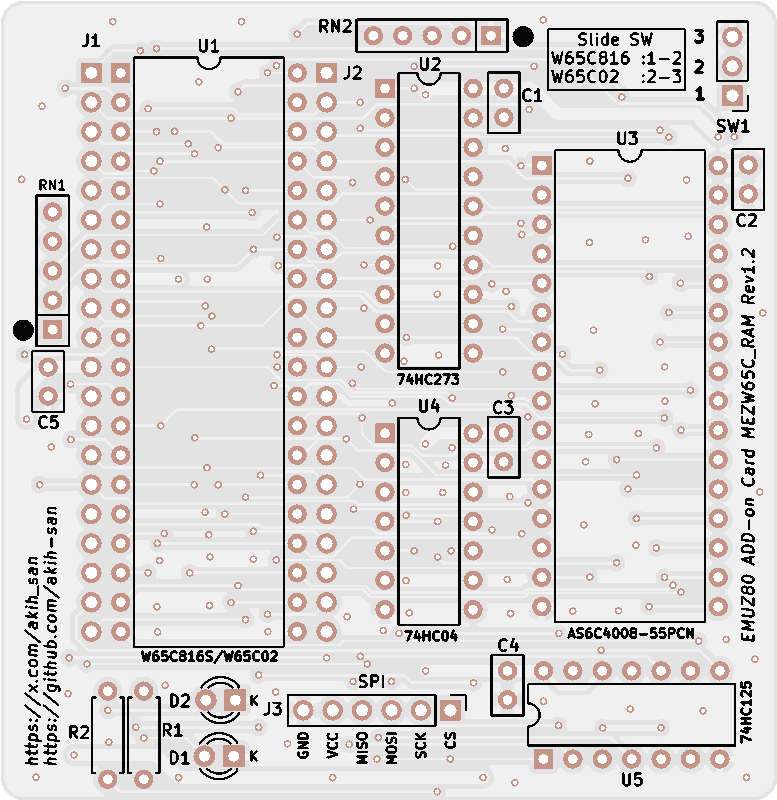 J1
U1
RN2
J2
U2
C1
Slide SW
W65C816 :1-2
W65C02  :2-3
3
2
1
SW1
U3
C2
RN1
C5
74HC273
U4
C3
EMUZ80 ADD-on Card MEZW65C_RAM Rev1.2
https://x.com/akih_san
https://github.com/akih-san
W65C816S/W65C02
74HC04
AS6C4008-55PCN
C4
SPI
J3
GND
VCC
MISO
MOSI
SCK
CS
R2
R1
D2
K
D1
K
74HC125
U5